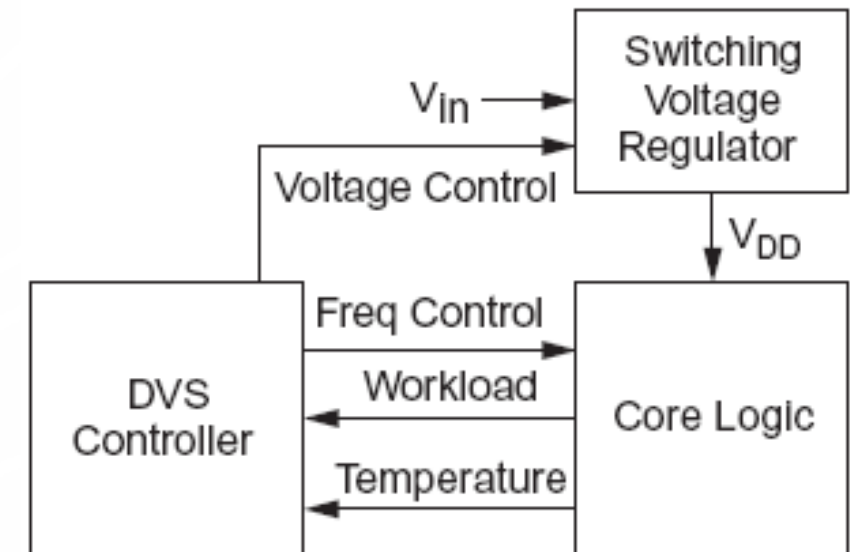 Switching
Voltage
Regulator
Vin
Voltage Control
VDD
Freq Control
Workload
Temperature
DVS
Controller
Core Logic